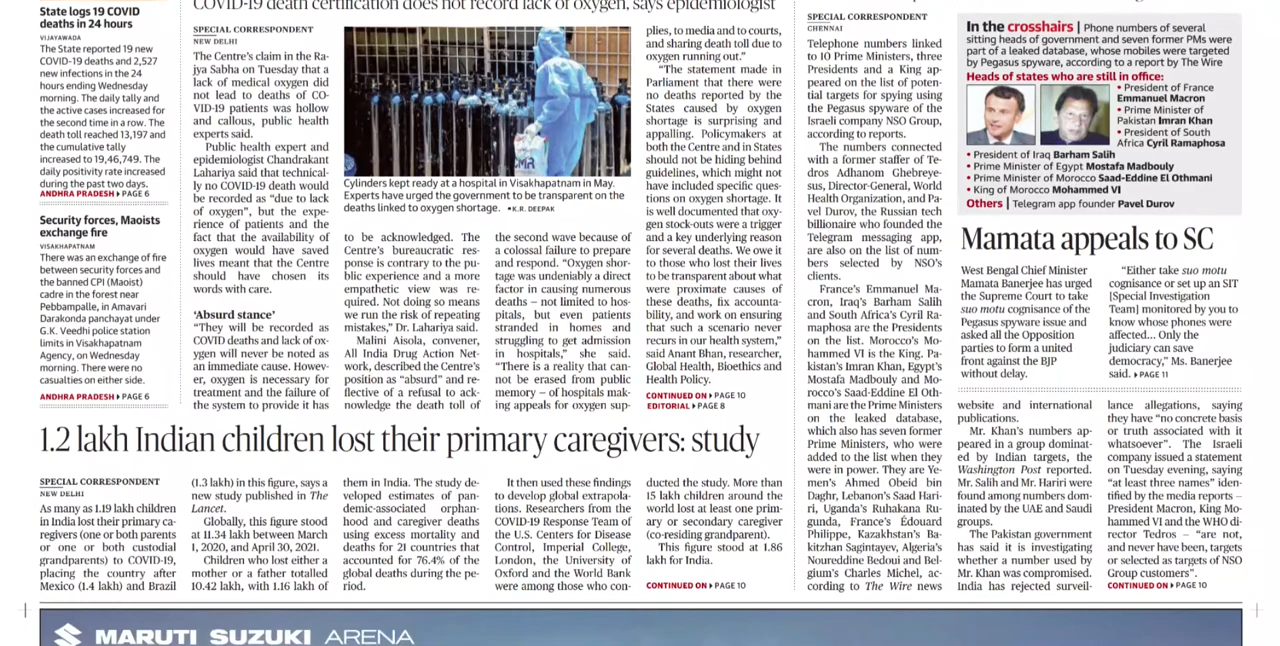 State logs 19 COVID
deaths in 24 hours
VIJAYAWADA
The State reported 19 new
COVID-19 deaths and 2,527
new infections in the 24
hours ending Wednesday
morning. The daily tally and
the active cases increased for
the second time in a row. The
death toll reached 13,197 and
the cumulative tally
increased to 19,46,749. The
daily positivity rate increased
during the past two days.
ANDHRA PRADESH ▸ PAGE 6
Security forces, Maoists
exchange fire
VISAKHAPATNAM
There was an exchange of fire
between security forces and
the banned CPI (Maoist)
cadre in the forest near
Pebbampalle, in Amavari
Darakonda panchayat under
G.K. Veedhi police station
limits in Visakhapatnam
Agency, on Wednesday
morning. There were no
casualties on either side.
ANDHRA PRADESH ▸ PAGE 6
COVID-19 death certification does not record lack of oxygen, says epidemiologist
SPECIAL CORRESPONDENT
NEW DELHI
The Centre's claim in the Ra-
jya Sabha on Tuesday that a
lack of medical oxygen did
not lead to deaths of CO-
VID-19 patients was hollow
and callous, public health
experts said.
Public health expert and
epidemiologist Chandrakant
Lahariya said that technical-
ly no COVID-19 death would
be recorded as "due to lack
of oxygen", but the expe-
rience of patients and the
fact that the availability of
oxygen would have saved
lives meant that the Centre
should have chosen its
words with care.
'Absurd stance'
"They will be recorded as
COVID deaths and lack of ox-
ygen will never be noted as
an immediate cause. Howev-
er, oxygen is necessary for
treatment and the failure of
the system to provide it has
CMR
Cylinders kept ready at a hospital in Visakhapatnam in May.
Experts have urged the government to be transparent on the
deaths linked to oxygen shortage. •K.R. DEEPAK
to be acknowledged. The
Centre's bureaucratic res-
ponse is contrary to the pu-
blic experience and a more
empathetic view was re-
quired. Not doing so means
we run the risk of repeating
mistakes," Dr. Lahariya said.
Malini Aisola, convener,
All India Drug Action Net-
work, described the Centre's
position as "absurd" and re-
flective of a refusal to ack-
nowledge the death toll of
the second wave because of
a colossal failure to prepare
and respond. "Oxygen shor-
tage was undeniably a direct
factor in causing numerous
deaths – not limited to hos-
pitals, but even patients
stranded in homes and
struggling to get admission
in hospitals," she said.
"There is a reality that can-
not be erased from public
memory – of hospitals mak-
ing appeals for oxygen sup-
plies, to media and to courts,
and sharing death toll due to
oxygen running out."
"The statement made in
Parliament that there were
no deaths reported by the
States caused by oxygen
shortage is surprising and
appalling. Policymakers at
both the Centre and in States
should not be hiding behind
guidelines, which might not
have included specific ques-
tions on oxygen shortage. It
is well documented that oxy-
gen stock-outs were a trigger
and a key underlying reason
for several deaths. We owe it
to those who lost their lives
to be transparent about what
were proximate causes of
these deaths, fix accounta-
bility, and work on ensuring
that such a scenario never
recurs in our health system,"
said Anant Bhan, researcher,
Global Health, Bioethics and
Health Policy.
CONTINUED ON ▸ PAGE 10
EDITORIAL ▸ PAGE 8
1.2 lakh Indian children lost their primary caregivers: study
SPECIAL CORRESPONDENT
NEW DELHI
As many as 1.19 lakh children
in India lost their primary ca-
regivers (one or both parents
or one or both custodial
grandparents) to COVID-19,
placing the country after
Mexico (1.4 lakh) and Brazil
(1.3 lakh) in this figure, says a
new study published in The
Lancet.
Globally, this figure stood
at 11.34 lakh between March
1, 2020, and April 30, 2021.
Children who lost either a
mother or a father totalled
10.42 lakh, with 1.16 lakh of
them in India. The study de-
veloped estimates of pan-
demic-associated orphan-
hood and caregiver deaths
using excess mortality and
deaths for 21 countries that
accounted for 76.4% of the
global deaths during the pe-
riod.
It then used these findings
to develop global extrapola-
tions. Researchers from the
COVID-19 Response Team of
the U.S. Centers for Disease
Control, Imperial College,
London, the University of
Oxford and the World Bank
were among those who con-
ducted the study. More than
15 lakh children around the
world lost at least one prim-
ary or secondary caregiver
(co-residing grandparent).
This figure stood at 1.86
lakh for India.
CONTINUED ON ▸ PAGE 10
SPECIAL CORRESPONDENT
CHENNAI
Telephone numbers linked
to 10 Prime Ministers, three
Presidents and a King ap-
peared on the list of poten-
tial targets for spying using
the Pegasus spyware of the
Israeli company NSO Group,
according to reports.
The numbers connected
with a former staffer of Te-
dros Adhanom Ghebreye-
sus, Director-General, World
Health Organization, and Pa-
vel Durov, the Russian tech
billionaire who founded the
Telegram messaging app,
are also on the list of num-
bers selected by NSO's
clients.
France's Emmanuel Ma-
cron, Iraq's Barham Salih
and South Africa's Cyril Ra-
maphosa are the Presidents
on the list. Morocco's Mo-
hammed VI is the King. Pa-
kistan's Imran Khan, Egypt's
Mostafa Madbouly and Mo-
rocco's Saad-Eddine El Oth-
mani are the Prime Ministers
on the leaked database,
which also has seven former
Prime Ministers, who were
added to the list when they
were in power. They are Ye-
men's Ahmed Obeid bin
Daghr, Lebanon's Saad Hari-
ri, Uganda's Ruhakana Ru-
gunda, France's Édouard
Philippe, Kazakhstan's Ba-
kitzhan Sagintayev, Algeria's
Noureddine Bedoui and Bel-
gium's Charles Michel, ac-
cording to The Wire news
In the crosshairs | Phone numbers of several
sitting heads of government and seven former PMs were
part of a leaked database, whose mobiles were targeted
by Pegasus spyware, according to a report by The Wire
Heads of states who are still in office:
• President of France
Emmanuel Macron
• Prime Minister of
Pakistan Imran Khan
• President of South
Africa Cyril Ramaphosa
• President of Iraq Barham Salih
• Prime Minister of Egypt Mostafa Madbouly
• Prime Minister of Morocco Saad-Eddine El Othmani
• King of Morocco Mohammed VI
Others | Telegram app founder Pavel Durov
Mamata appeals to SC
West Bengal Chief Minister
Mamata Banerjee has urged
the Supreme Court to take
suo motu cognisance of the
Pegasus spyware issue and
asked all the Opposition
parties to form a united
front against the BJP
without delay.
"Either take suo motu
cognisance or set up an SIT
[Special Investigation
Team] monitored by you to
know whose phones were
affected... Only the
judiciary can save
democracy," Ms. Banerjee
said. ▸ PAGE 11
website and international
publications.
Mr. Khan's numbers ap-
peared in a group dominat-
ed by Indian targets, the
Washington Post reported.
Mr. Salih and Mr. Hariri were
found among numbers dom-
inated by the UAE and Saudi
groups.
The Pakistan government
has said it is investigating
whether a number used by
Mr. Khan was compromised.
India has rejected surveil-
lance allegations, saying
they have "no concrete basis
or truth associated with it
whatsoever". The Israeli
company issued a statement
on Tuesday evening, saying
"at least three names" iden-
tified by the media reports –
President Macron, King Mo-
hammed VI and the WHO di-
rector Tedros – "are not,
and never have been, targets
or selected as targets of NSO
Group customers".
CONTINUED ON ▸ PAGE 10
MARUTI SUZUKI ARENA